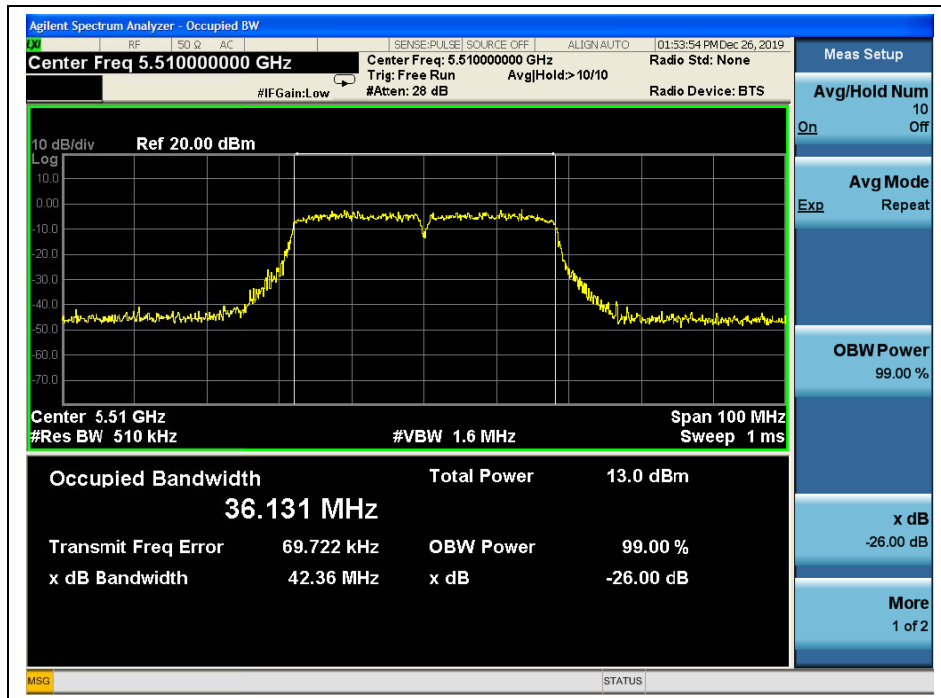 Agilent Spectrum Analyzer - Occupied BW
LXI RF 50 Ω AC SENSE:PULSE SOURCE OFF ALIGN AUTO 01:53:54 PM Dec 26, 2019
Center Freq 5.510000000 GHz
Center Freq: 5.510000000 GHz
Radio Std: None
Trig: Free Run Avg|Hold:>10/10
#IFGain:Low #Atten: 28 dB Radio Device: BTS
Meas Setup
Avg/Hold Num
10
On Off
Avg Mode
Exp Repeat
OBW Power
99.00 %
x dB
-26.00 dB
More
1 of 2
10 dB/div Ref 20.00 dBm
Log
10.0
0.00
-10.0
-20.0
-30.0
-40.0
-50.0
-60.0
-70.0
Center 5.51 GHz Span 100 MHz
#Res BW 510 kHz #VBW 1.6 MHz Sweep 1 ms
Occupied Bandwidth Total Power 13.0 dBm
36.131 MHz
Transmit Freq Error 69.722 kHz OBW Power 99.00 %
x dB Bandwidth 42.36 MHz x dB -26.00 dB
MSG STATUS